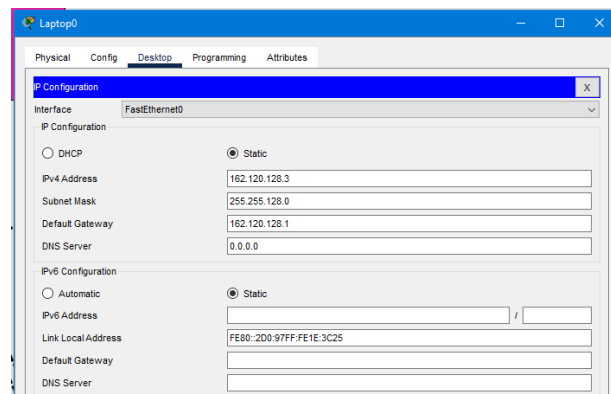 Laptop0
Physical Config Desktop Programming Attributes
IP Configuration X
Interface FastEthernet0
IP Configuration
DHCP Static
IPv4 Address 162.120.128.3
Subnet Mask 255.255.128.0
Default Gateway 162.120.128.1
DNS Server 0.0.0.0
IPv6 Configuration
Automatic Static
IPv6 Address /
Link Local Address FE80::2D0:97FF:FE1E:3C25
Default Gateway
DNS Server